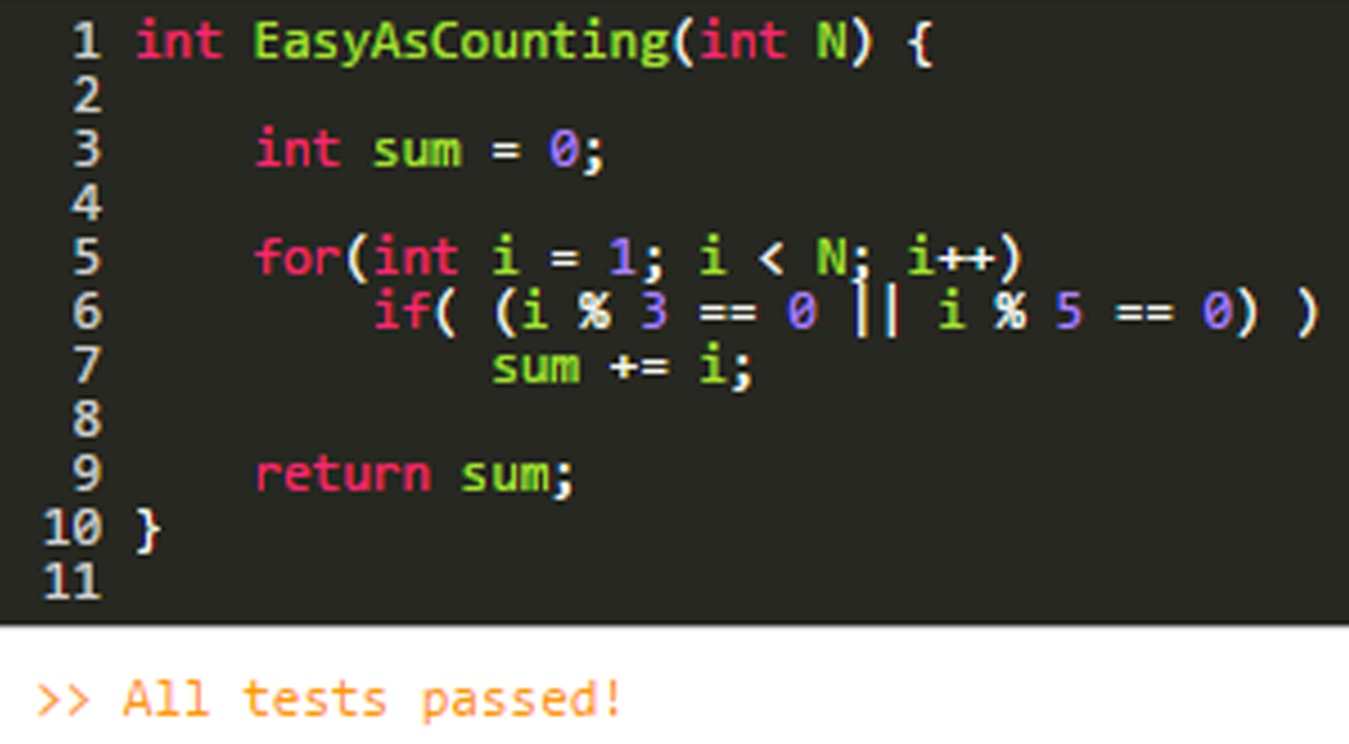 1 int EasyAsCounting(int N) {
2
3     int sum = 0;
4
5     for(int i = 1; i < N; i++)
6         if( (i % 3 == 0 || i % 5 == 0) )
7             sum += i;
8
9     return sum;
10 }
11
>> All tests passed!